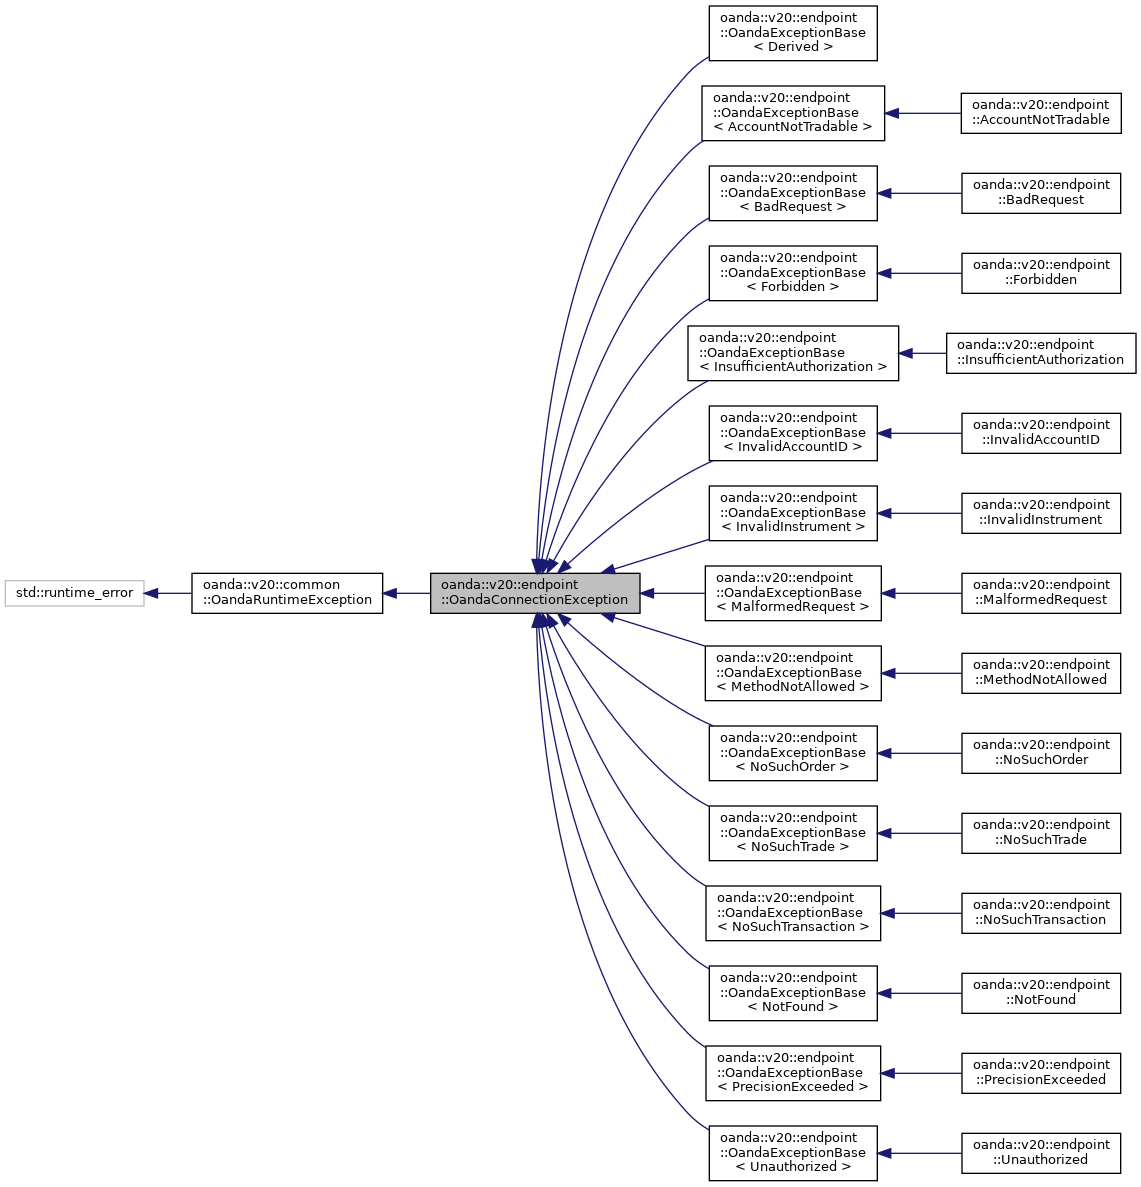 oanda::v20::endpoint
::OandaExceptionBase
< Derived >
oanda::v20::endpoint
::OandaExceptionBase
< AccountNotTradable >
oanda::v20::endpoint
::AccountNotTradable
oanda::v20::endpoint
::OandaExceptionBase
< BadRequest >
oanda::v20::endpoint
::BadRequest
oanda::v20::endpoint
::OandaExceptionBase
< Forbidden >
oanda::v20::endpoint
::Forbidden
oanda::v20::endpoint
::OandaExceptionBase
< InsufficientAuthorization >
oanda::v20::endpoint
::InsufficientAuthorization
oanda::v20::endpoint
::OandaExceptionBase
< InvalidAccountID >
oanda::v20::endpoint
::InvalidAccountID
oanda::v20::endpoint
::OandaExceptionBase
< InvalidInstrument >
oanda::v20::endpoint
::InvalidInstrument
std::runtime_error
oanda::v20::common
::OandaRuntimeException
oanda::v20::endpoint
::OandaConnectionException
oanda::v20::endpoint
::OandaExceptionBase
< MalformedRequest >
oanda::v20::endpoint
::MalformedRequest
oanda::v20::endpoint
::OandaExceptionBase
< MethodNotAllowed >
oanda::v20::endpoint
::MethodNotAllowed
oanda::v20::endpoint
::OandaExceptionBase
< NoSuchOrder >
oanda::v20::endpoint
::NoSuchOrder
oanda::v20::endpoint
::OandaExceptionBase
< NoSuchTrade >
oanda::v20::endpoint
::NoSuchTrade
oanda::v20::endpoint
::OandaExceptionBase
< NoSuchTransaction >
oanda::v20::endpoint
::NoSuchTransaction
oanda::v20::endpoint
::OandaExceptionBase
< NotFound >
oanda::v20::endpoint
::NotFound
oanda::v20::endpoint
::OandaExceptionBase
< PrecisionExceeded >
oanda::v20::endpoint
::PrecisionExceeded
oanda::v20::endpoint
::OandaExceptionBase
< Unauthorized >
oanda::v20::endpoint
::Unauthorized